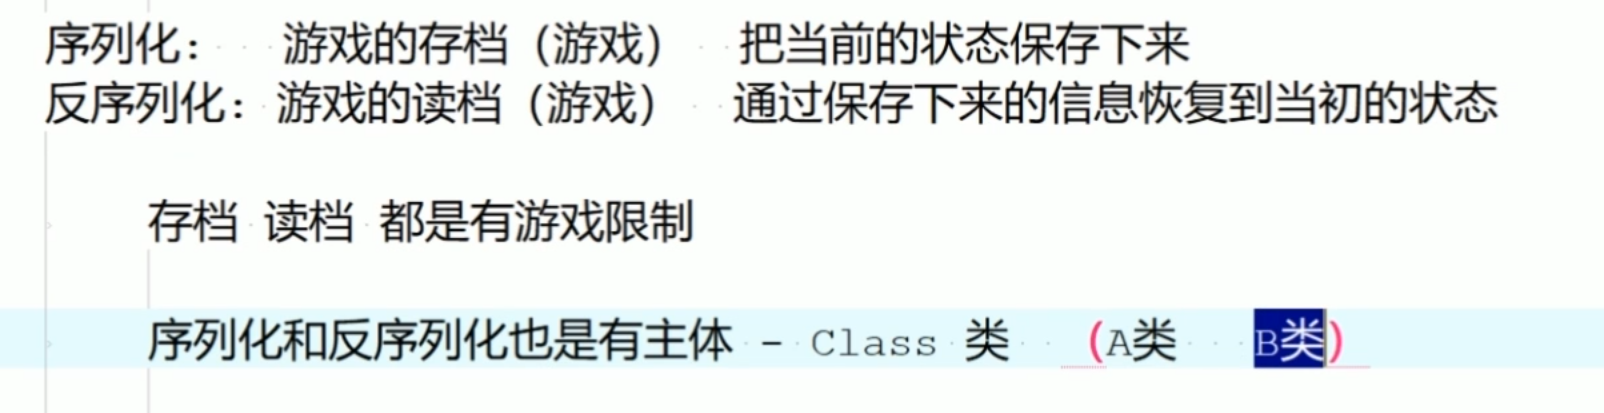 序列化： 游戏的存档（游戏） 把当前的状态保存下来
反序列化：游戏的读档（游戏） 通过保存下来的信息恢复到当初的状态
存档 读档 都是有游戏限制
序列化和反序列化也是有主体 - Class 类 （A类 B类）